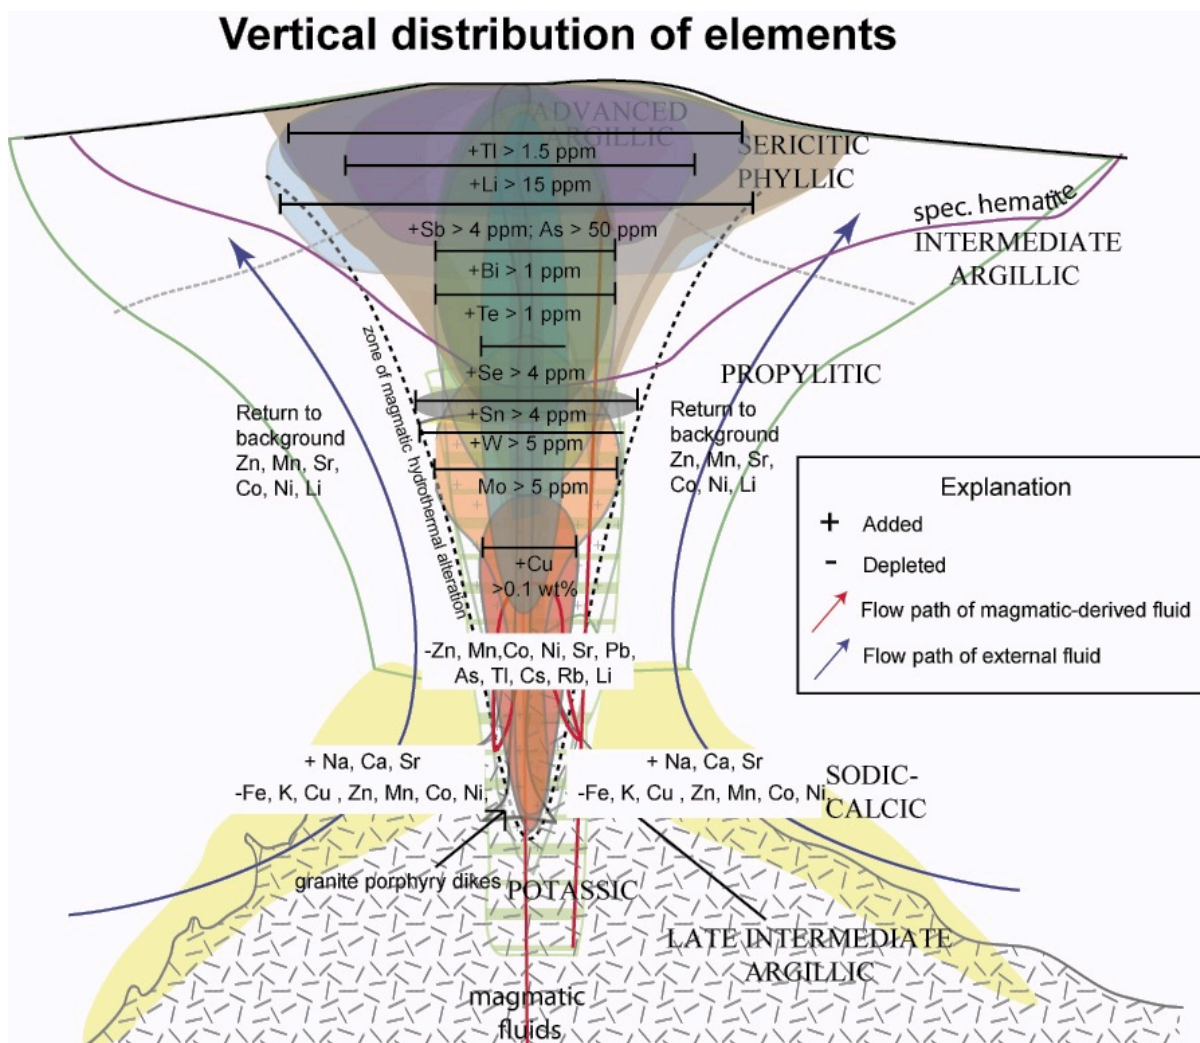 Vertical distribution of elements
ADVANCED
ARGILLIC
+Tl > 1.5 ppm
SERICITIC
PHYLLIC
+Li > 15 ppm
spec. hematite
+Sb > 4 ppm; As > 50 ppm
INTERMEDIATE
ARGILLIC
+Bi > 1 ppm
+Te > 1 ppm
zone of magmatic hydrothermal alteration
+Se > 4 ppm
PROPYLITIC
+Sn > 4 ppm
+W > 5 ppm
Mo > 5 ppm
Return to
background
Zn, Mn, Sr,
Co, Ni, Li
Return to
background
Zn, Mn, Sr,
Co, Ni, Li
+Cu
>0.1 wt%
Explanation
+ Added
- Depleted
Flow path of magmatic-derived fluid
Flow path of external fluid
-Zn, Mn,Co, Ni, Sr, Pb,
As, Tl, Cs, Rb, Li
+ Na, Ca, Sr
-Fe, K, Cu , Zn, Mn, Co, Ni
+ Na, Ca, Sr
-Fe, K, Cu , Zn, Mn, Co, Ni
SODIC-
CALCIC
granite porphyry dikes
POTASSIC
LATE INTERMEDIATE
ARGILLIC
magmatic
fluids